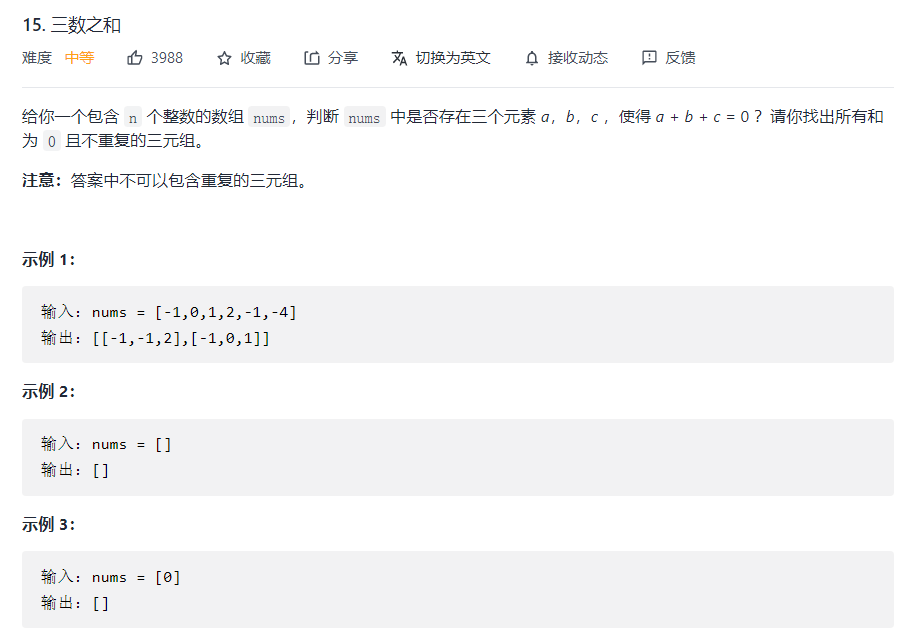 15. 三数之和
难度 中等 3988 收藏 分享 切换为英文 接收动态 反馈
给你一个包含 n 个整数的数组 nums，判断 nums 中是否存在三个元素 a，b，c ，使得 a + b + c = 0 ？请你找出所有和
为 0 且不重复的三元组。
注意：答案中不可以包含重复的三元组。
示例 1：
输入：nums = [-1,0,1,2,-1,-4]
输出：[[-1,-1,2],[-1,0,1]]
示例 2：
输入：nums = []
输出：[]
示例 3：
输入：nums = [0]
输出：[]